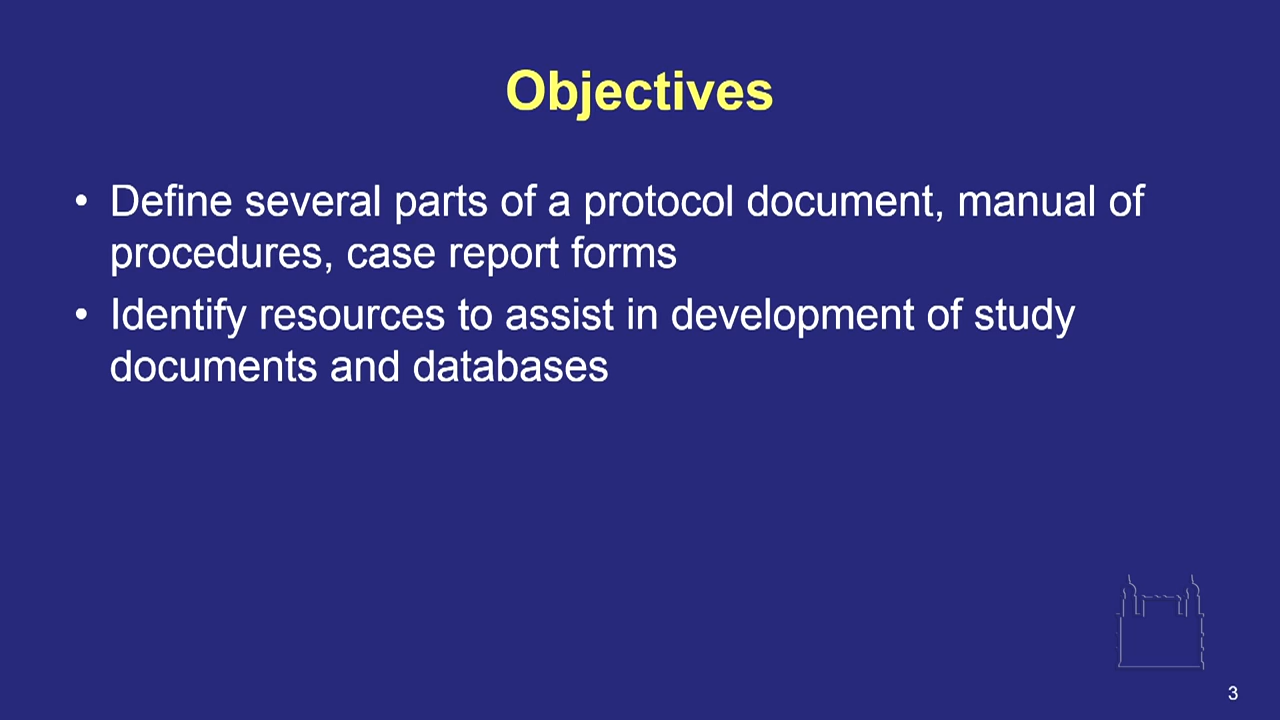 Objectives
• Define several parts of a protocol document, manual of
procedures, case report forms
• Identify resources to assist in development of study
documents and databases
3